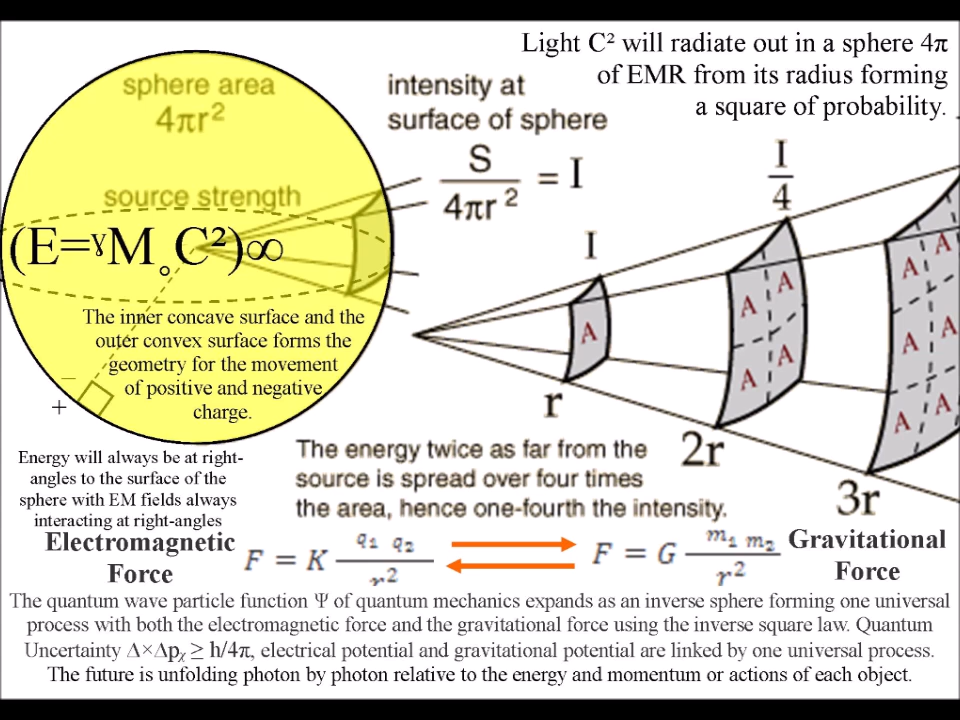 Light C² will radiate out in a sphere 4π
of EMR from its radius forming
a square of probability.
sphere area
4πr²
intensity at
surface of sphere
S
4πr²
= I
source strength
(E=ɤM˳C²)∞
I
I
4
The inner concave surface and the
outer convex surface forms the
geometry for the movement
of positive and negative
charge.
−
+
A
A
A
A
A
A
A
A
A
A
A
A
r
2r
3r
Energy will always be at right-
angles to the surface of the
sphere with EM fields always
interacting at right-angles
The energy twice as far from the
source is spread over four times
the area, hence one-fourth the intensity.
Electromagnetic
Force
F = K
q₁ q₂
r²
F = G
m₁ m₂
r²
Gravitational
Force
The quantum wave particle function Ψ of quantum mechanics expands as an inverse sphere forming one universal
process with both the electromagnetic force and the gravitational force using the inverse square law. Quantum
Uncertainty Δ×Δpᵪ ≥ h/4π, electrical potential and gravitational potential are linked by one universal process.
The future is unfolding photon by photon relative to the energy and momentum or actions of each object.